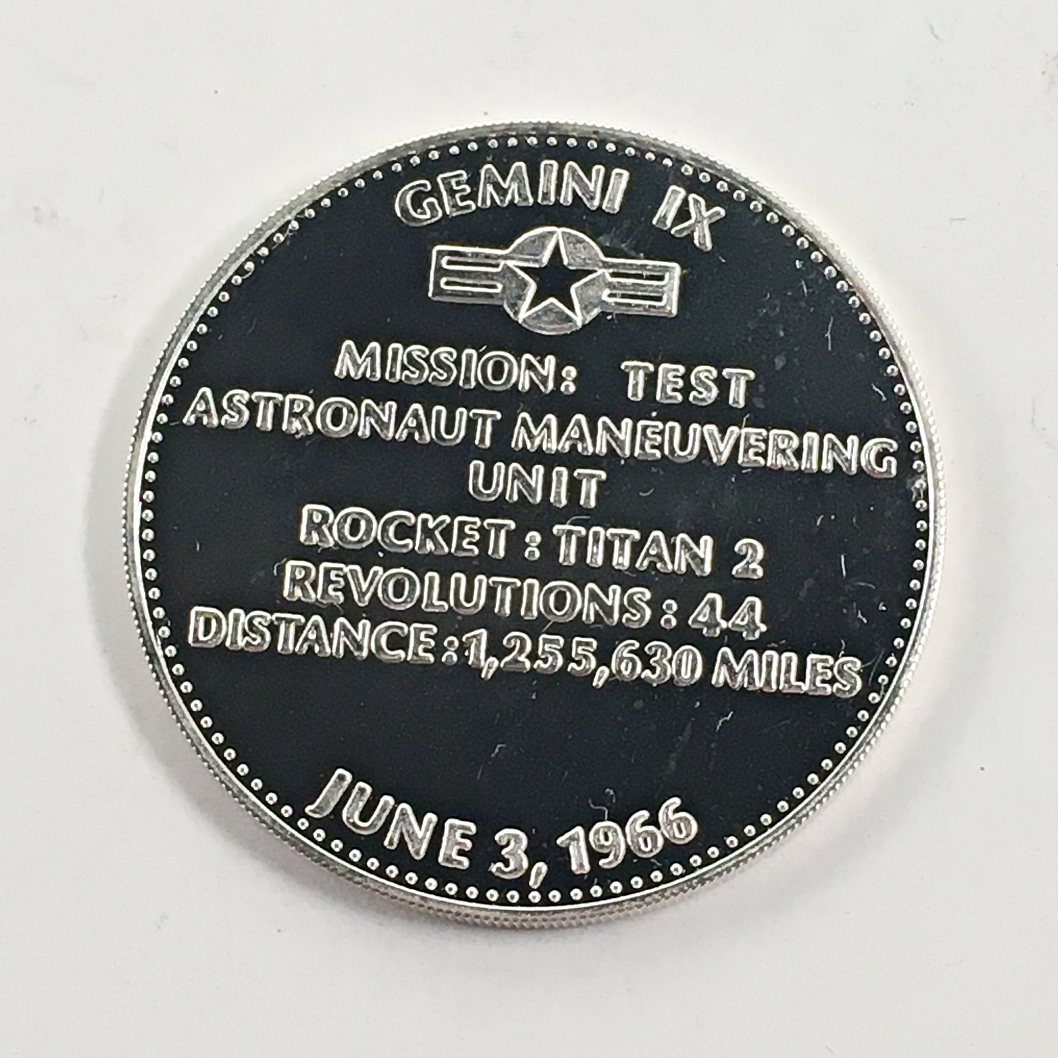 GEMINI IX
MISSION: TEST
ASTRONAUT MANEUVERING
UNIT
ROCKET : TITAN 2
REVOLUTIONS : 44
DISTANCE :1,255,630 MILES
JUNE 3, 1966